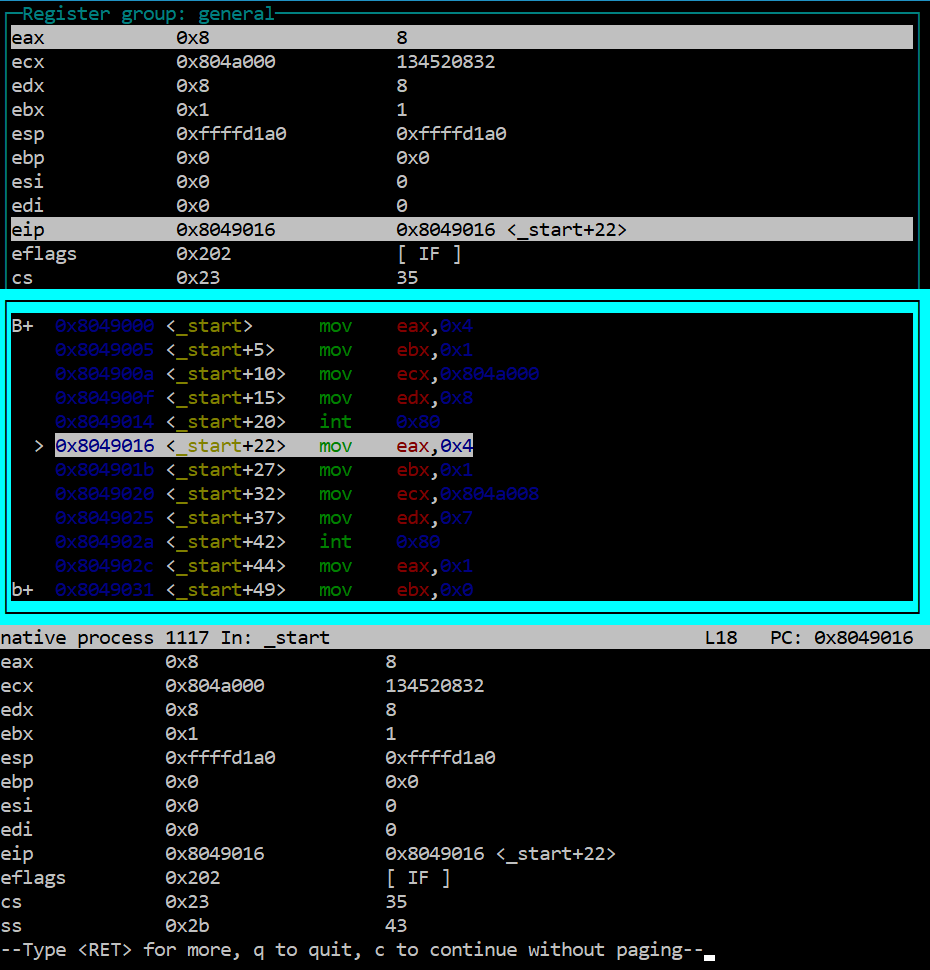 Register group: general
eax 0x8 8
ecx 0x804a000 134520832
edx 0x8 8
ebx 0x1 1
esp 0xffffd1a0 0xffffd1a0
ebp 0x0 0x0
esi 0x0 0
edi 0x0 0
eip 0x8049016 0x8049016 <_start+22>
eflags 0x202 [ IF ]
cs 0x23 35
B+ 0x8049000 <_start> mov eax,0x4
0x8049005 <_start+5> mov ebx,0x1
0x804900a <_start+10> mov ecx,0x804a000
0x804900f <_start+15> mov edx,0x8
0x8049014 <_start+20> int 0x80
> 0x8049016 <_start+22> mov eax,0x4
0x804901b <_start+27> mov ebx,0x1
0x8049020 <_start+32> mov ecx,0x804a008
0x8049025 <_start+37> mov edx,0x7
0x804902a <_start+42> int 0x80
0x804902c <_start+44> mov eax,0x1
b+ 0x8049031 <_start+49> mov ebx,0x0
native process 1117 In: _start L18 PC: 0x8049016
eax 0x8 8
ecx 0x804a000 134520832
edx 0x8 8
ebx 0x1 1
esp 0xffffd1a0 0xffffd1a0
ebp 0x0 0x0
esi 0x0 0
edi 0x0 0
eip 0x8049016 0x8049016 <_start+22>
eflags 0x202 [ IF ]
cs 0x23 35
ss 0x2b 43
--Type <RET> for more, q to quit, c to continue without paging--